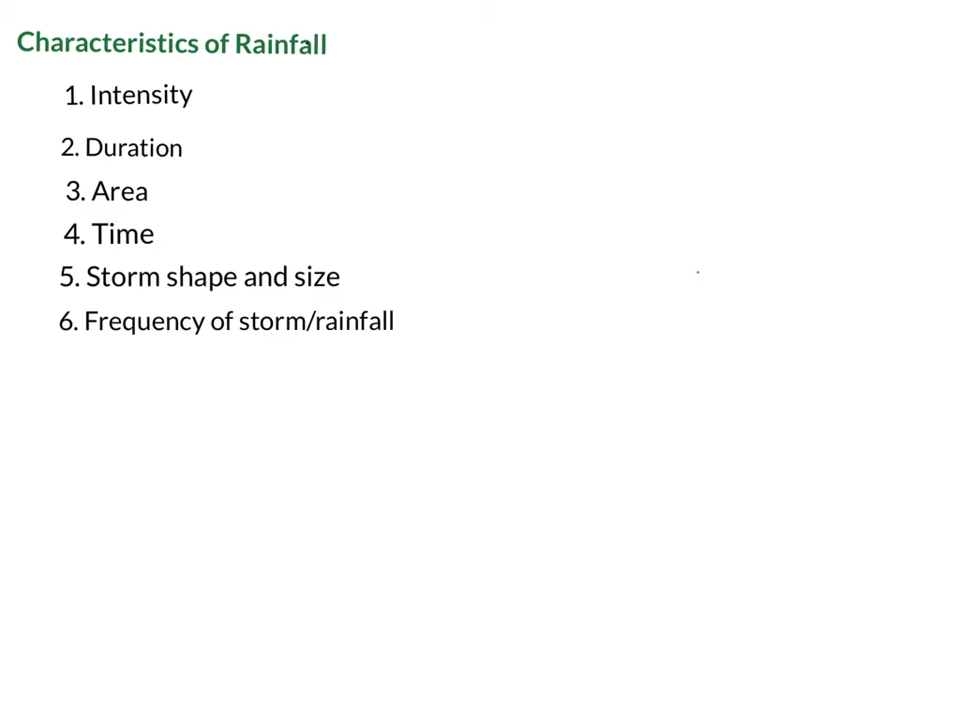 Characteristics of Rainfall
1. Intensity
2. Duration
3. Area
4. Time
5. Storm shape and size
6. Frequency of storm/rainfall